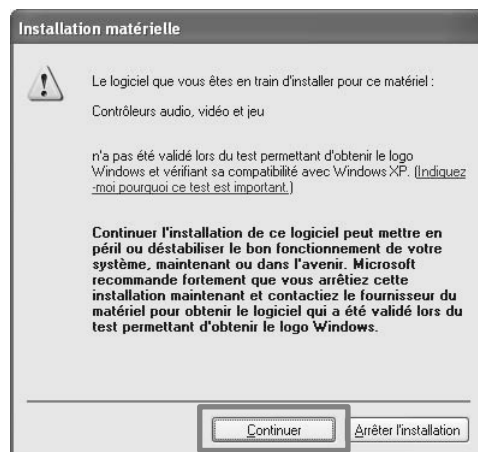 Installation matérielle
Le logiciel que vous êtes en train d'installer pour ce matériel :
Contrôleurs audio, vidéo et jeu
n'a pas été validé lors du test permettant d'obtenir le logo
Windows et vérifiant sa compatibilité avec Windows XP. (Indiquez
-moi pourquoi ce test est important.)
Continuer l'installation de ce logiciel peut mettre en
péril ou déstabiliser le bon fonctionnement de votre
système, maintenant ou dans l'avenir. Microsoft
recommande fortement que vous arrêtiez cette
installation maintenant et contactiez le fournisseur du
matériel pour obtenir le logiciel qui a été validé lors du
test permettant d'obtenir le logo Windows.
Continuer
Arrêter l'installation